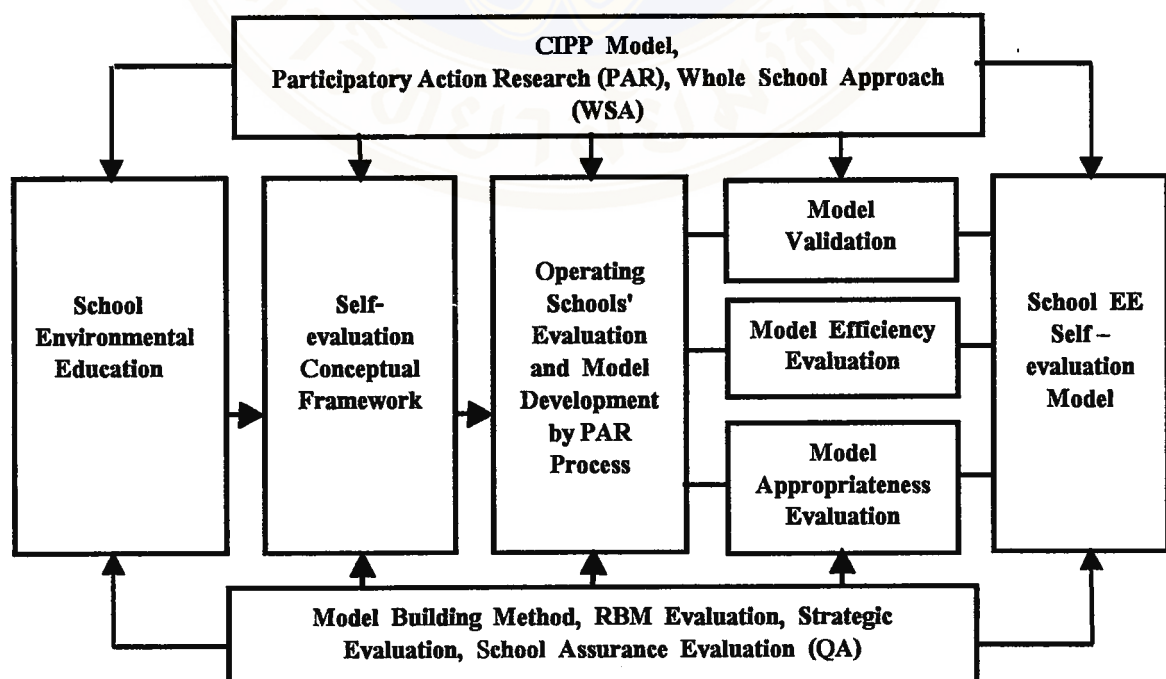 CIPP Model,
Participatory Action Research (PAR), Whole School Approach
(WSA)
School
Environmental
Education
Self-
evaluation
Conceptual
Framework
Operating
Schools'
Evaluation
and Model
Development
by PAR
Process
Model
Validation
Model Efficiency
Evaluation
Model
Appropriateness
Evaluation
School EE
Self –
evaluation
Model
Model Building Method, RBM Evaluation, Strategic
Evaluation, School Assurance Evaluation (QA)